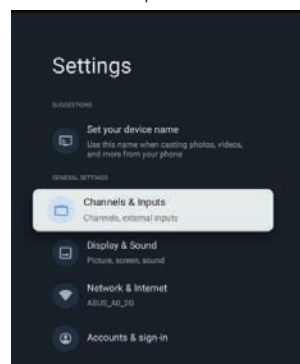 Settings
SUGGESTIONS
Set your device name
Use this name when casting photos, videos,
and more from your phone
GENERAL SETTINGS
Channels & Inputs
Channels, external inputs
Display & Sound
Picture, screen, sound
Network & Internet
ASUS_A0_2G
Accounts & sign-in